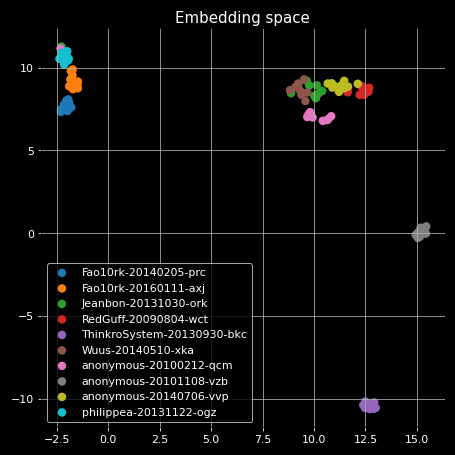 Embedding space
10
5
0
−5
−10
Fao10rk-20140205-prc
Fao10rk-20160111-axj
Jeanbon-20131030-ork
RedGuff-20090804-wct
ThinkroSystem-20130930-bkc
Wuus-20140510-xka
anonymous-20100212-qcm
anonymous-20101108-vzb
anonymous-20140706-vvp
philippea-20131122-ogz
−2.5 0.0 2.5 5.0 7.5 10.0 12.5 15.0